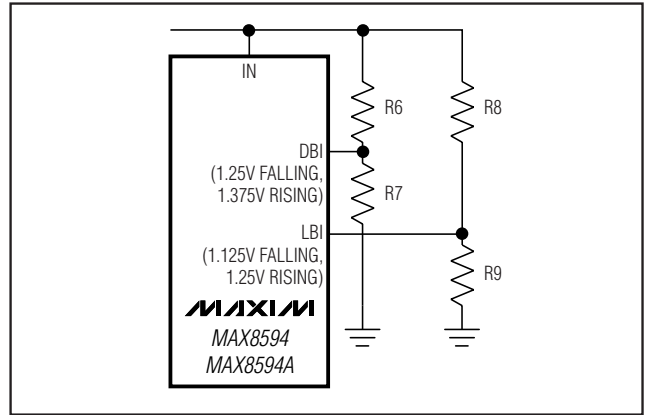 IN
R6
R8
DBI
(1.25V FALLING,
1.375V RISING)
R7
LBI
(1.125V FALLING,
1.25V RISING)
R9
MAXIM
MAX8594
MAX8594A